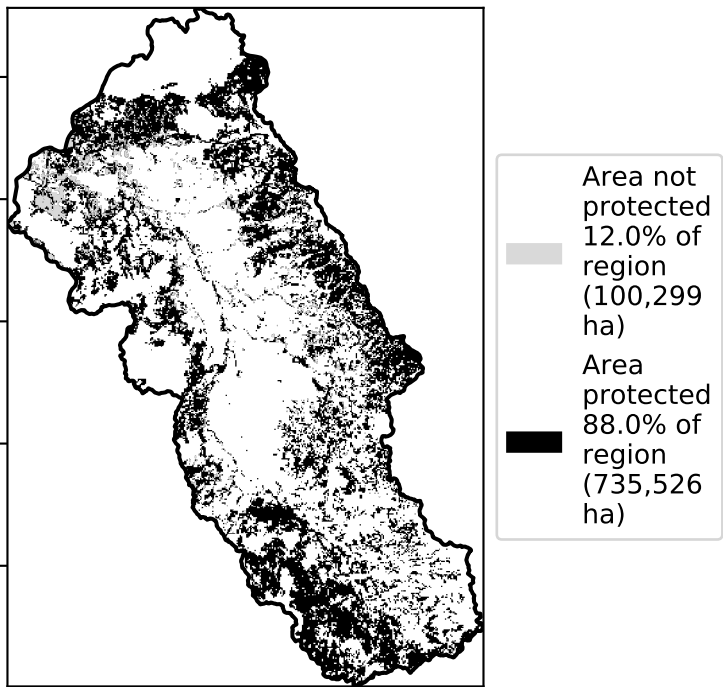 Area not
protected
12.0% of
region
(100,299
ha)
Area
protected
88.0% of
region
(735,526
ha)